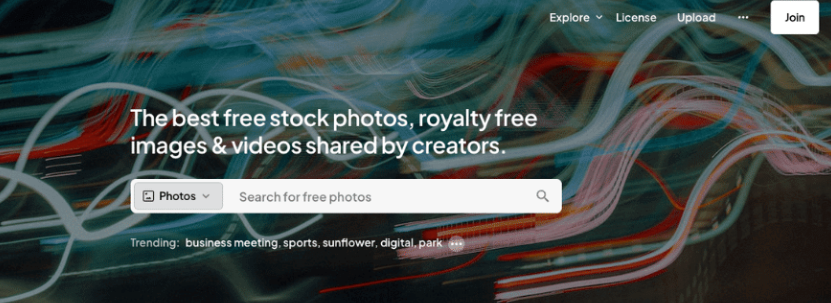 Explore License Upload ... Join
The best free stock photos, royalty free
images & videos shared by creators.
Photos Search for free photos
Trending: business meeting, sports, sunflower, digital, park ...